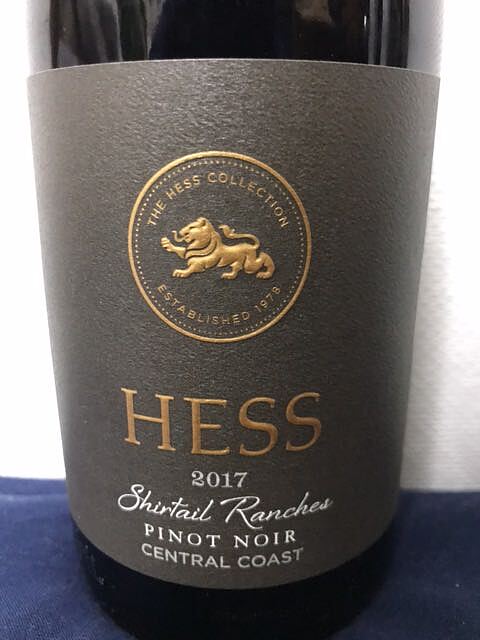 THE HESS COLLECTION
ESTABLISHED 1978
HESS
2017
Shirtail Ranches
PINOT NOIR
CENTRAL COAST